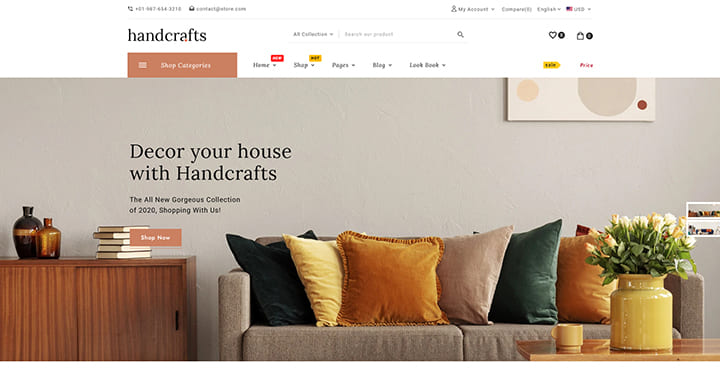 +01-987-654-3210 contact@store.com My Account Compare(0) English USD
handcrafts All Collection Search our product 0 0
NEW HOT
Shop Categories Home Shop Pages Blog Look Book sale Price
Decor your house
with Handcrafts
The All New Gorgeous Collection
of 2020, Shopping With Us!
Shop Now